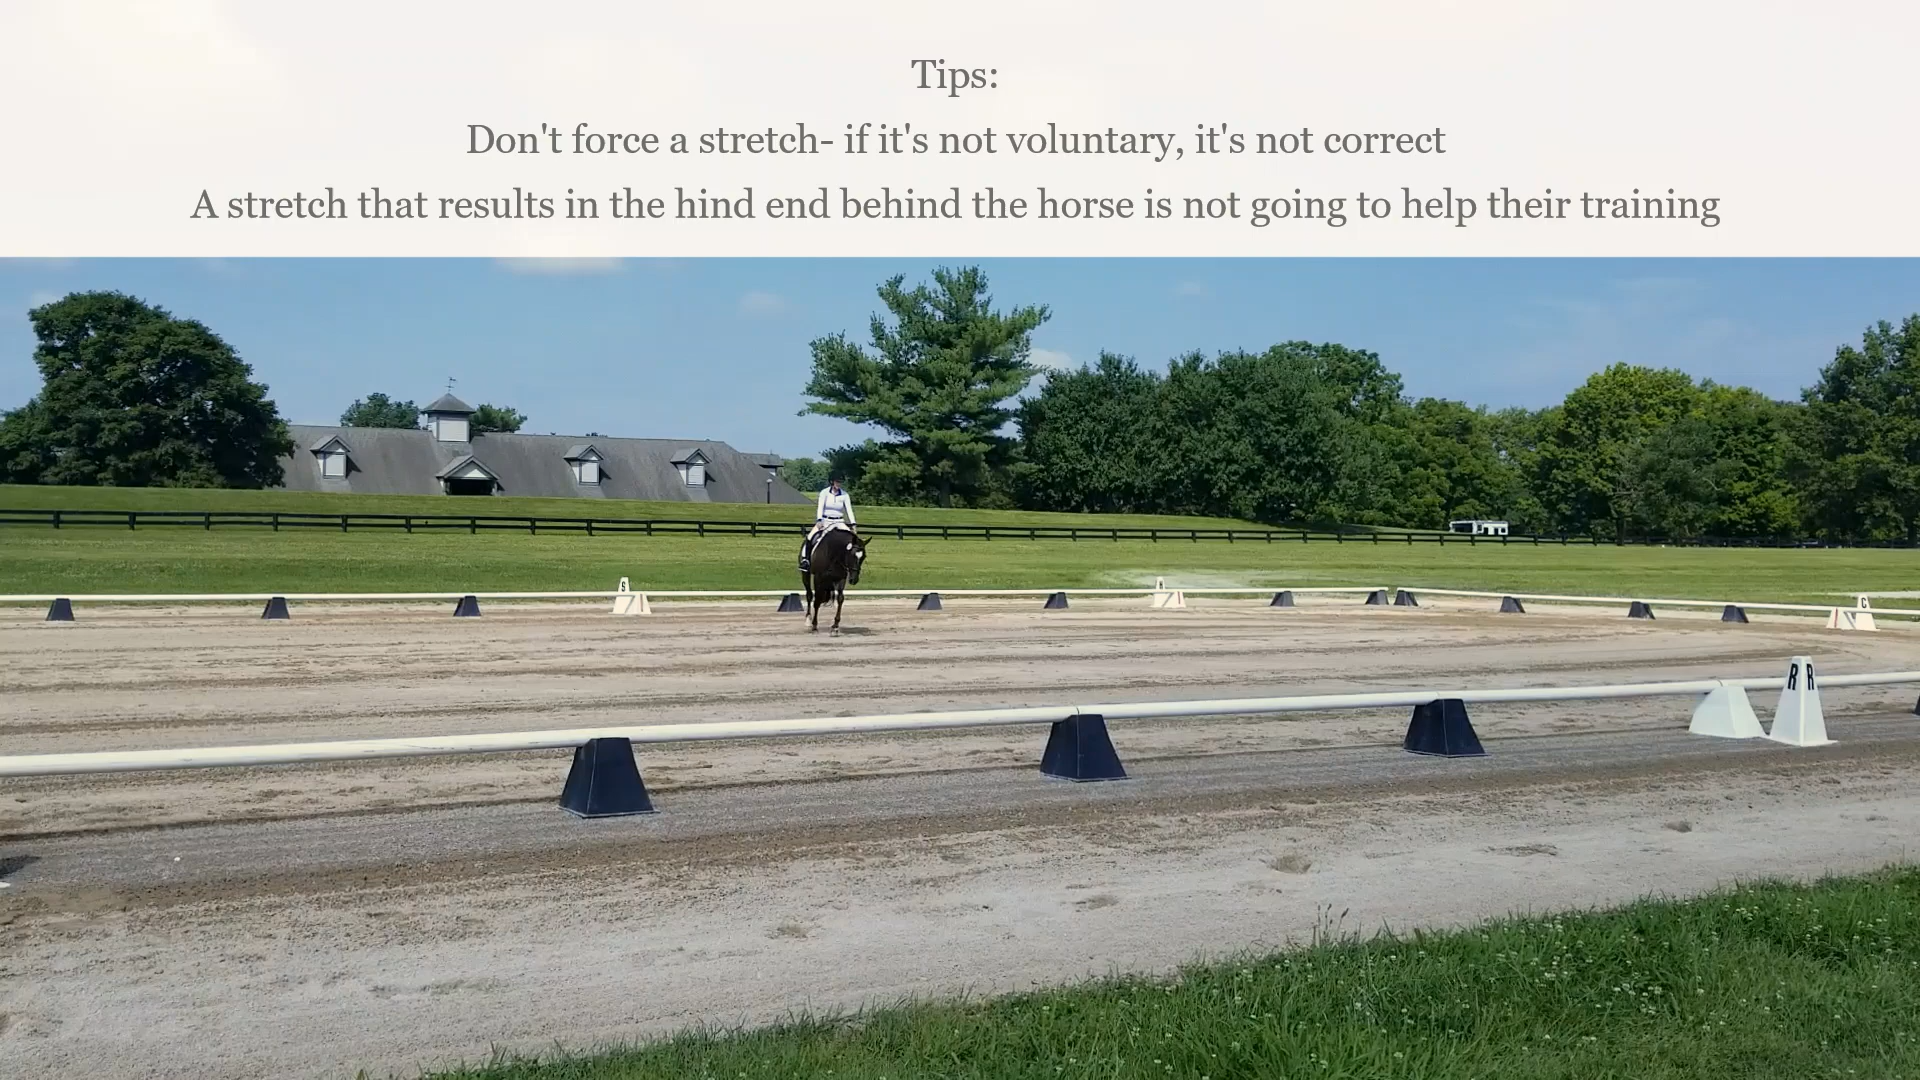 Tips:
Don't force a stretch- if it's not voluntary, it's not correct
A stretch that results in the hind end behind the horse is not going to help their training
S
H
C
R R